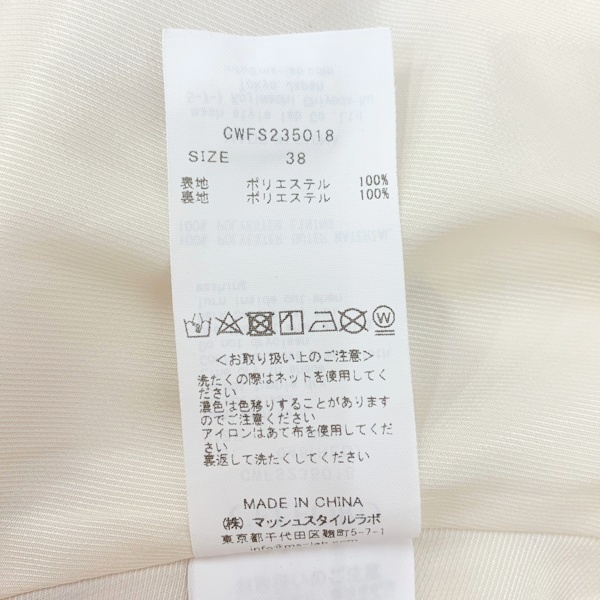 CWFS235018
SIZE 38
表地 ポリエステル 100%
裏地 ポリエステル 100%
<お取り扱い上のご注意>
洗たくの際はネットを使用してく
ださい
濃色は色移りすることがあります
のでご注意ください
アイロンはあて布を使用してくだ
さい
裏返して洗たくしてください
MADE IN CHINA
(株) マッシュスタイルラボ
東京都千代田区麹町5-7-1